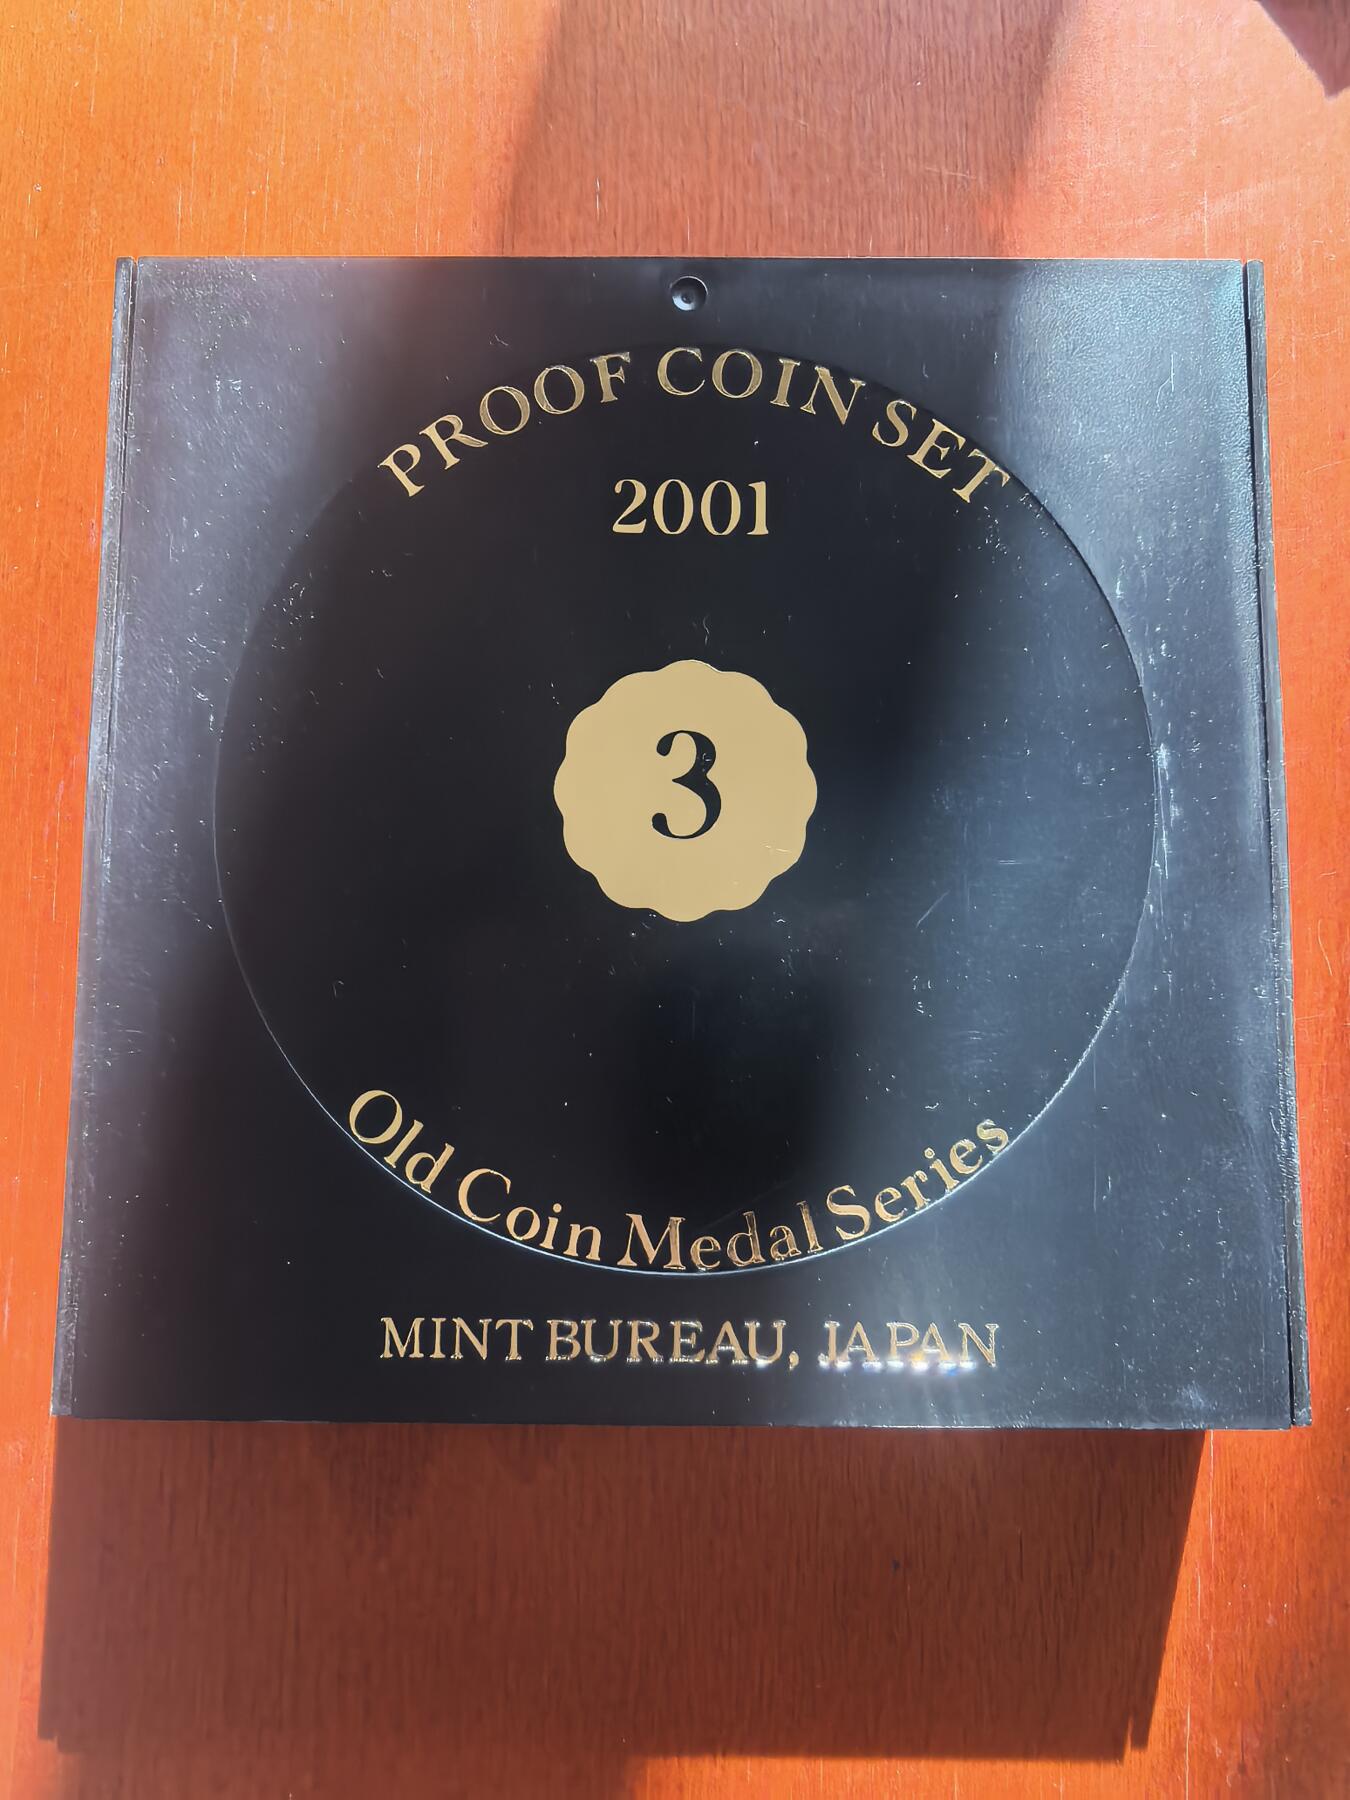 PROOF COIN SET
2001
3
Old Coin Medal Series
MINT BUREAU, JAPAN